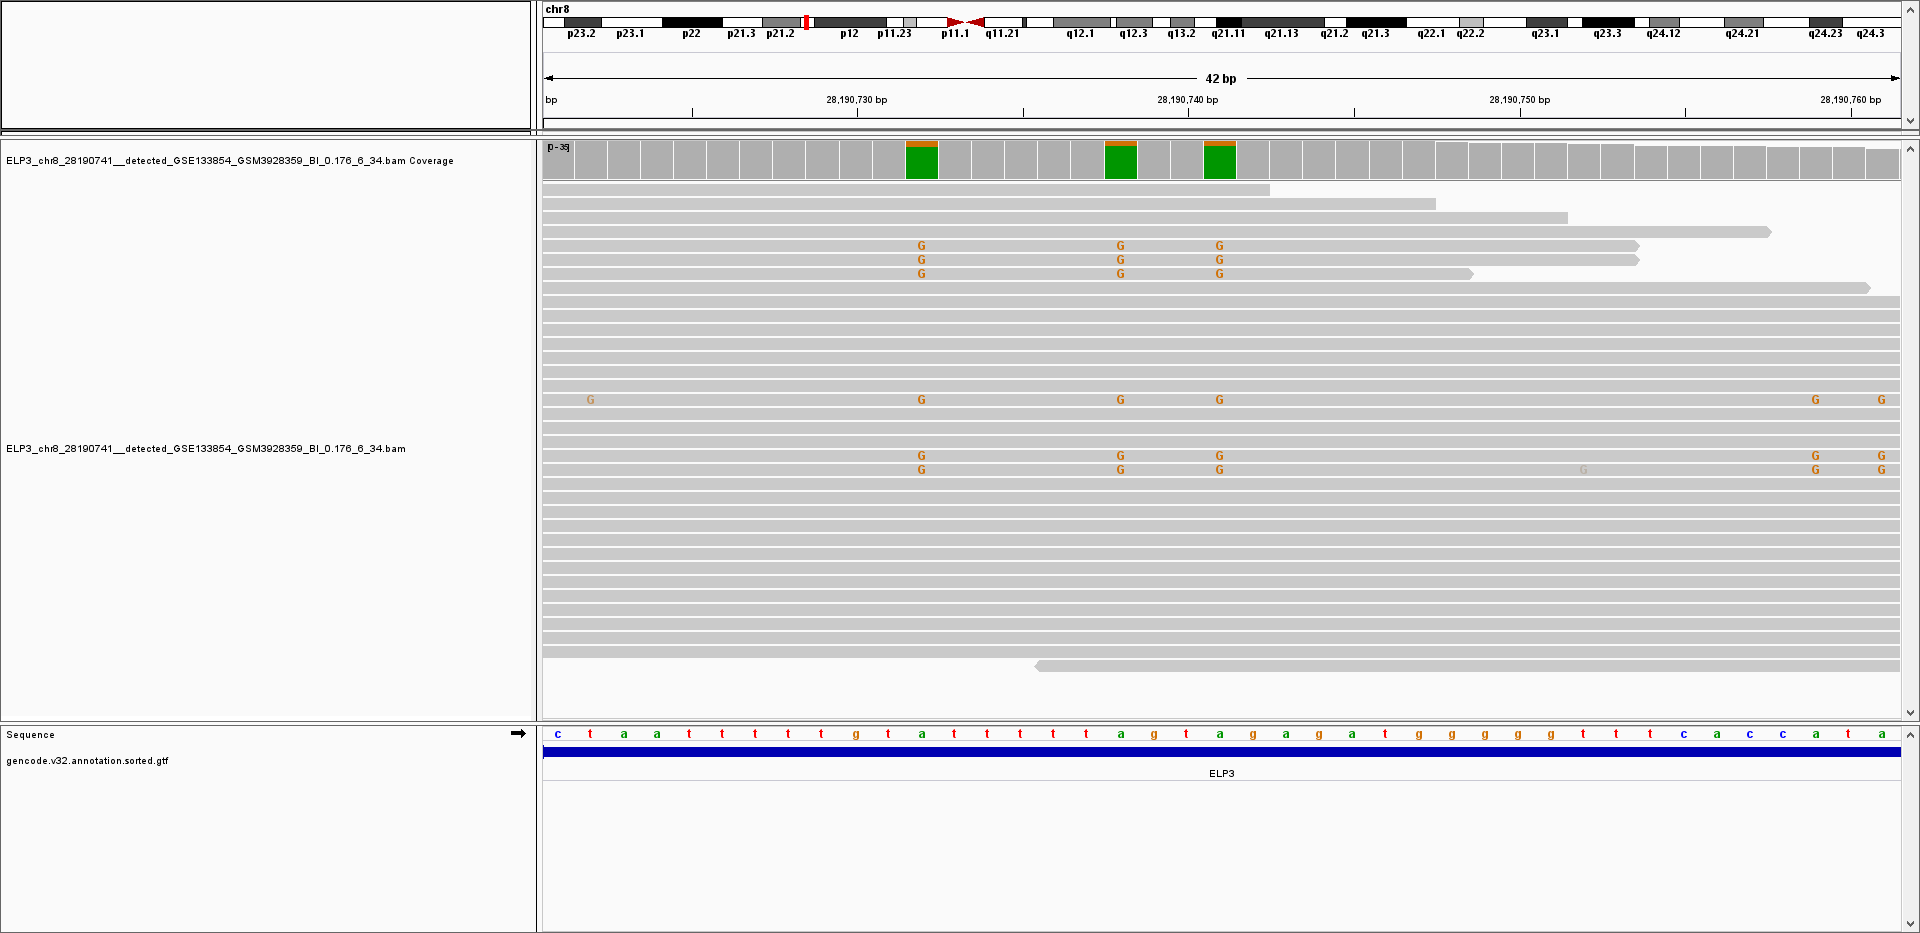 chr8
p23.2 p23.1 p22 p21.3 p21.2 p12 p11.23 p11.1 q11.21 q12.1 q12.3 q13.2 q21.11 q21.13 q21.2 q21.3 q22.1 q22.2 q23.1 q23.3 q24.12 q24.21 q24.23 q24.3
42 bp
bp 28,190,730 bp 28,190,740 bp 28,190,750 bp 28,190,760 bp
[0 - 35]
ELP3_chr8_28190741__detected_GSE133854_GSM3928359_BI_0.176_6_34.bam Coverage
G G G
G G G
G G G
G G G G G G
ELP3_chr8_28190741__detected_GSE133854_GSM3928359_BI_0.176_6_34.bam
G G G G G
G G G G G G
Sequence c t a a t t t t t g t a t t t t t a g t a g a g a t g g g g g t t t c a c c a t a
gencode.v32.annotation.sorted.gtf
ELP3